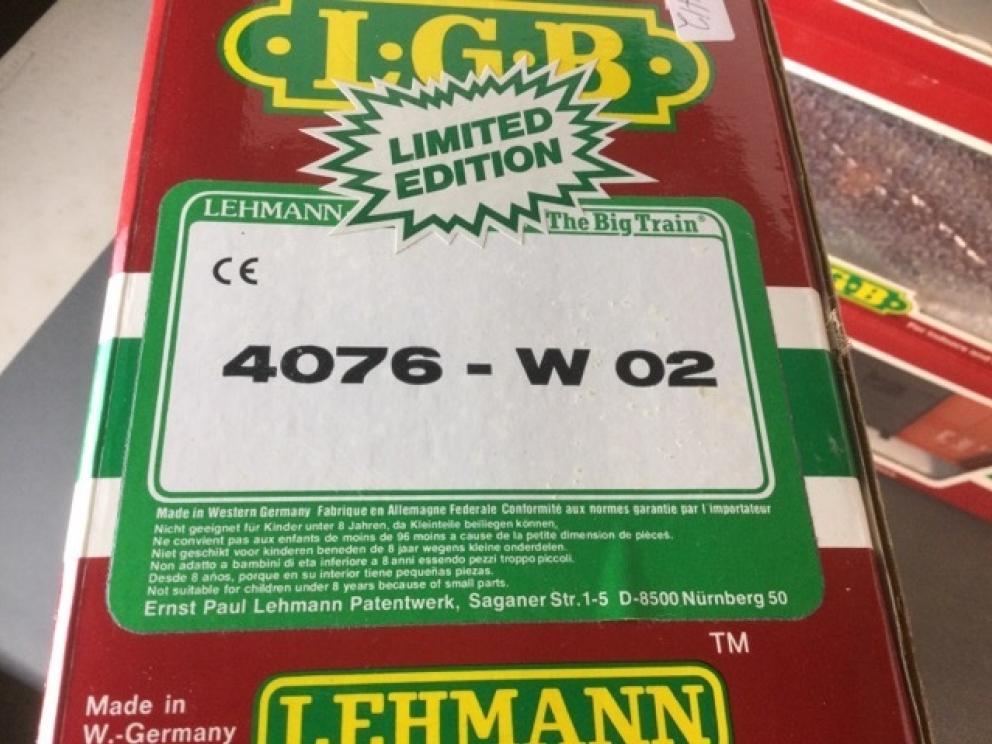 L·G·B
LIMITED
EDITION
LEHMANN
The Big Train®
CE
4076 - W 02
Made in Western Germany Fabrique en Allemagne Federale Conformité aux normes garantie par l'importateur
Nicht geeignet für Kinder unter 8 Jahren, da Kleinteile beiliegen können.
Ne convient pas aux enfants de moins de 96 moins a cause de la petite dimension de pièces.
Niet geschikt voor kinderen beneden de 8 jaar wegens kleine onderdelen.
Non adatto a bambini di eta inferiore a 8 anni essendo pezzi troppo piccoli.
Desde 8 años, porque en su interior tiene pequeñas piezas.
Not suitable for children under 8 years because of small parts.
Ernst Paul Lehmann Patentwerk, Saganer Str. 1-5 D-8500 Nürnberg 50
TM
Made in
W.-Germany
LEHMANN
G·B